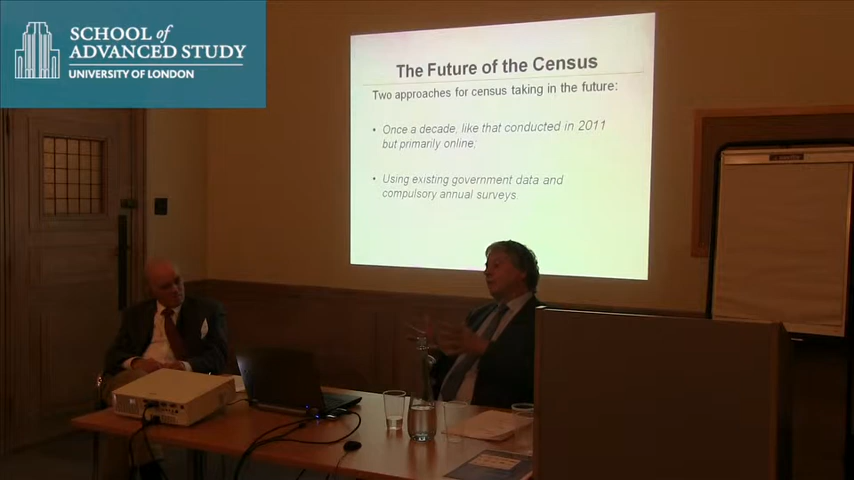 SCHOOL of
ADVANCED STUDY
UNIVERSITY OF LONDON
The Future of the Census
Two approaches for census taking in the future:
• Once a decade, like that conducted in 2011
but primarily online;
• Using existing government data and
compulsory annual surveys.